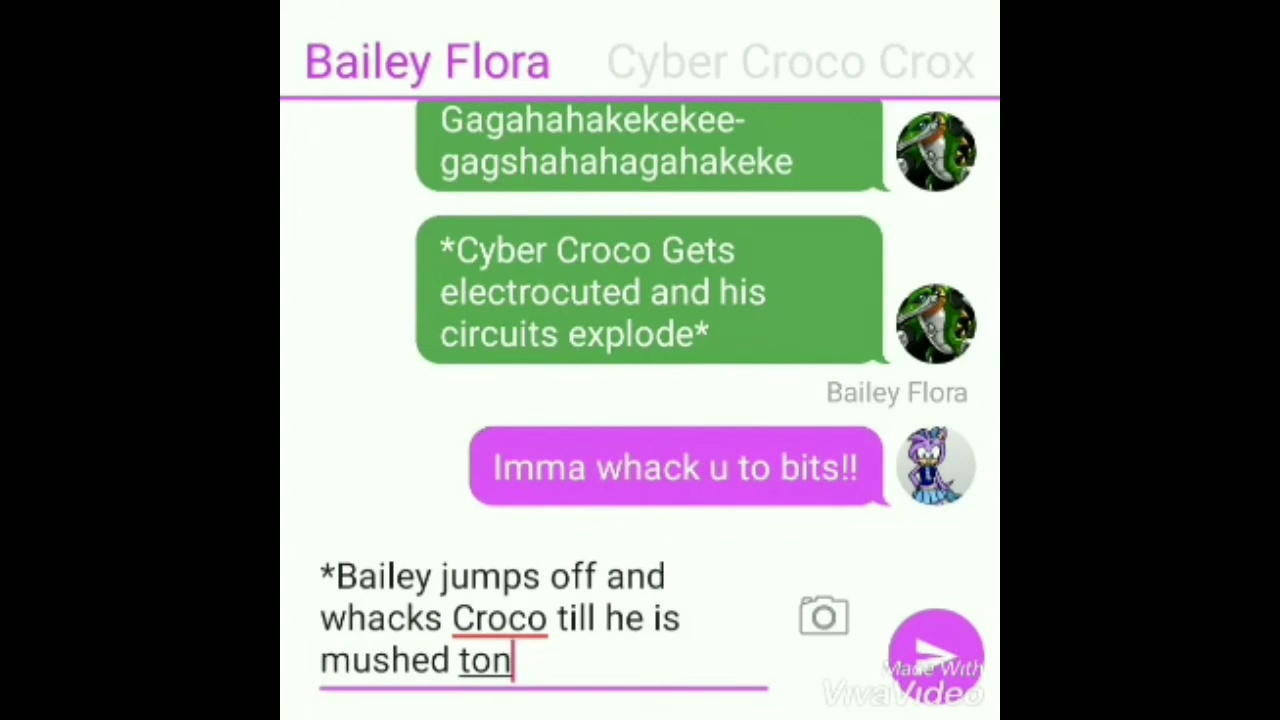 Bailey Flora Cyber Croco Crox
Gagahahakekekee-
gagshahahagahakeke
*Cyber Croco Gets
electrocuted and his
circuits explode*
Bailey Flora
Imma whack u to bits!!
*Bailey jumps off and
whacks Croco till he is
mushed ton
Made With
VivaVideo